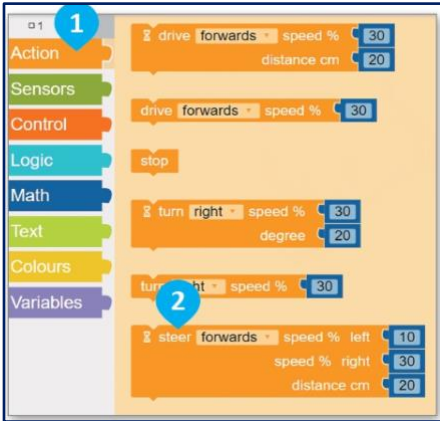 1
1
Action
Sensors
Control
Logic
Math
Text
Colours
Variables
drive forwards speed % 30
distance cm 20
drive forwards speed % 30
stop
turn right speed % 30
degree 20
speed % 30
2
steer forwards speed % left 10
speed % right 30
distance cm 20